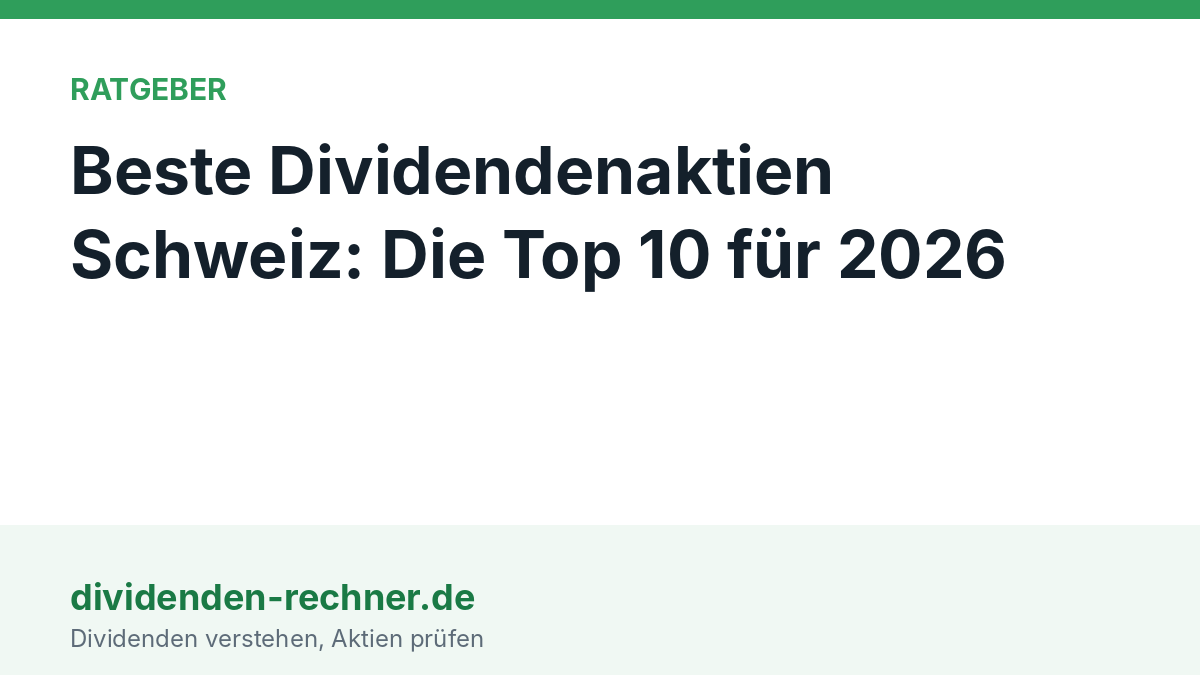 RATGEBER
Beste Dividendenaktien
Schweiz: Die Top 10 für 2026
dividenden-rechner.de
Dividenden verstehen, Aktien prüfen